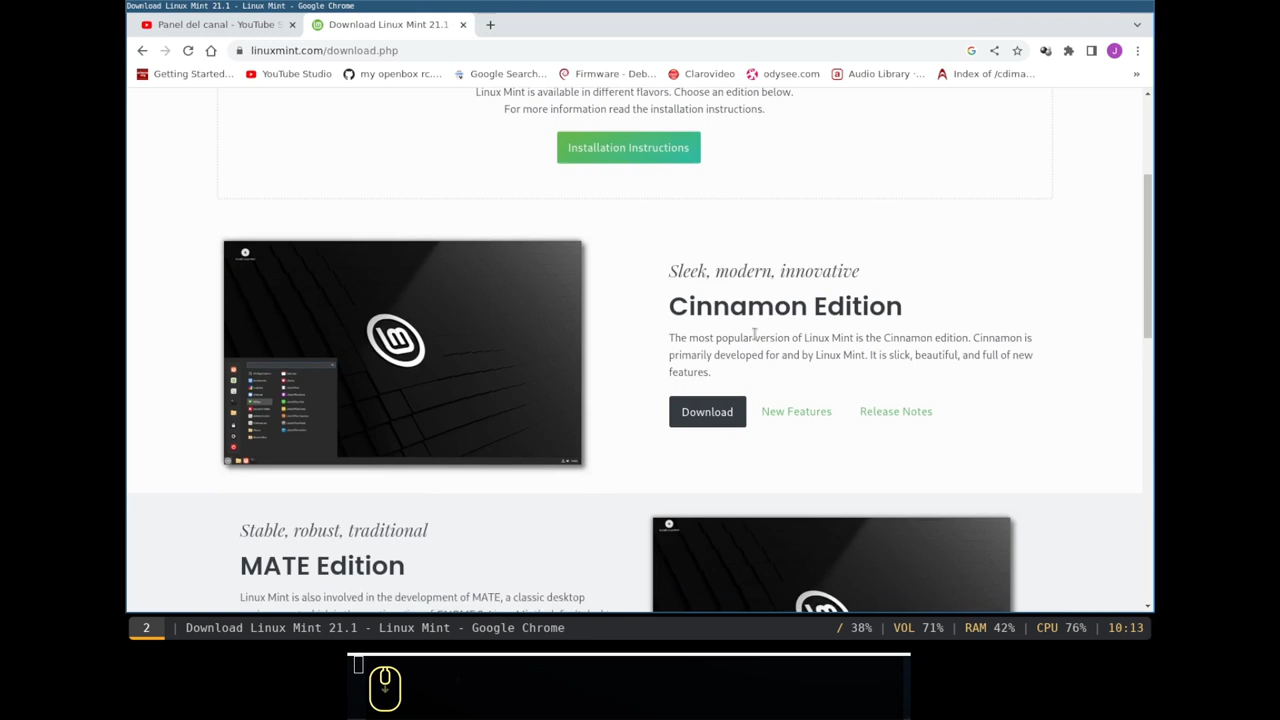 Download Linux Mint 21.1 - Linux Mint - Google Chrome
Panel del canal - YouTube S
Download Linux Mint 21.1 -
linuxmint.com/download.php
J
Getting Started...
YouTube Studio
my openbox rc....
Google Search...
Firmware - Deb...
Clarovideo
odysee.com
Audio Library -...
Index of /cdima...
»
Linux Mint is available in different flavors. Choose an edition below.
For more information read the installation instructions.
Installation Instructions
Sleek, modern, innovative
Cinnamon Edition
The most popular version of Linux Mint is the Cinnamon edition. Cinnamon is
primarily developed for and by Linux Mint. It is slick, beautiful, and full of new
features.
Download
New Features
Release Notes
Stable, robust, traditional
MATE Edition
Linux Mint is also involved in the development of MATE, a classic desktop
2 | Download Linux Mint 21.1 - Linux Mint - Google Chrome
/ 38% | VOL 71% | RAM 42% | CPU 76% | 10:13